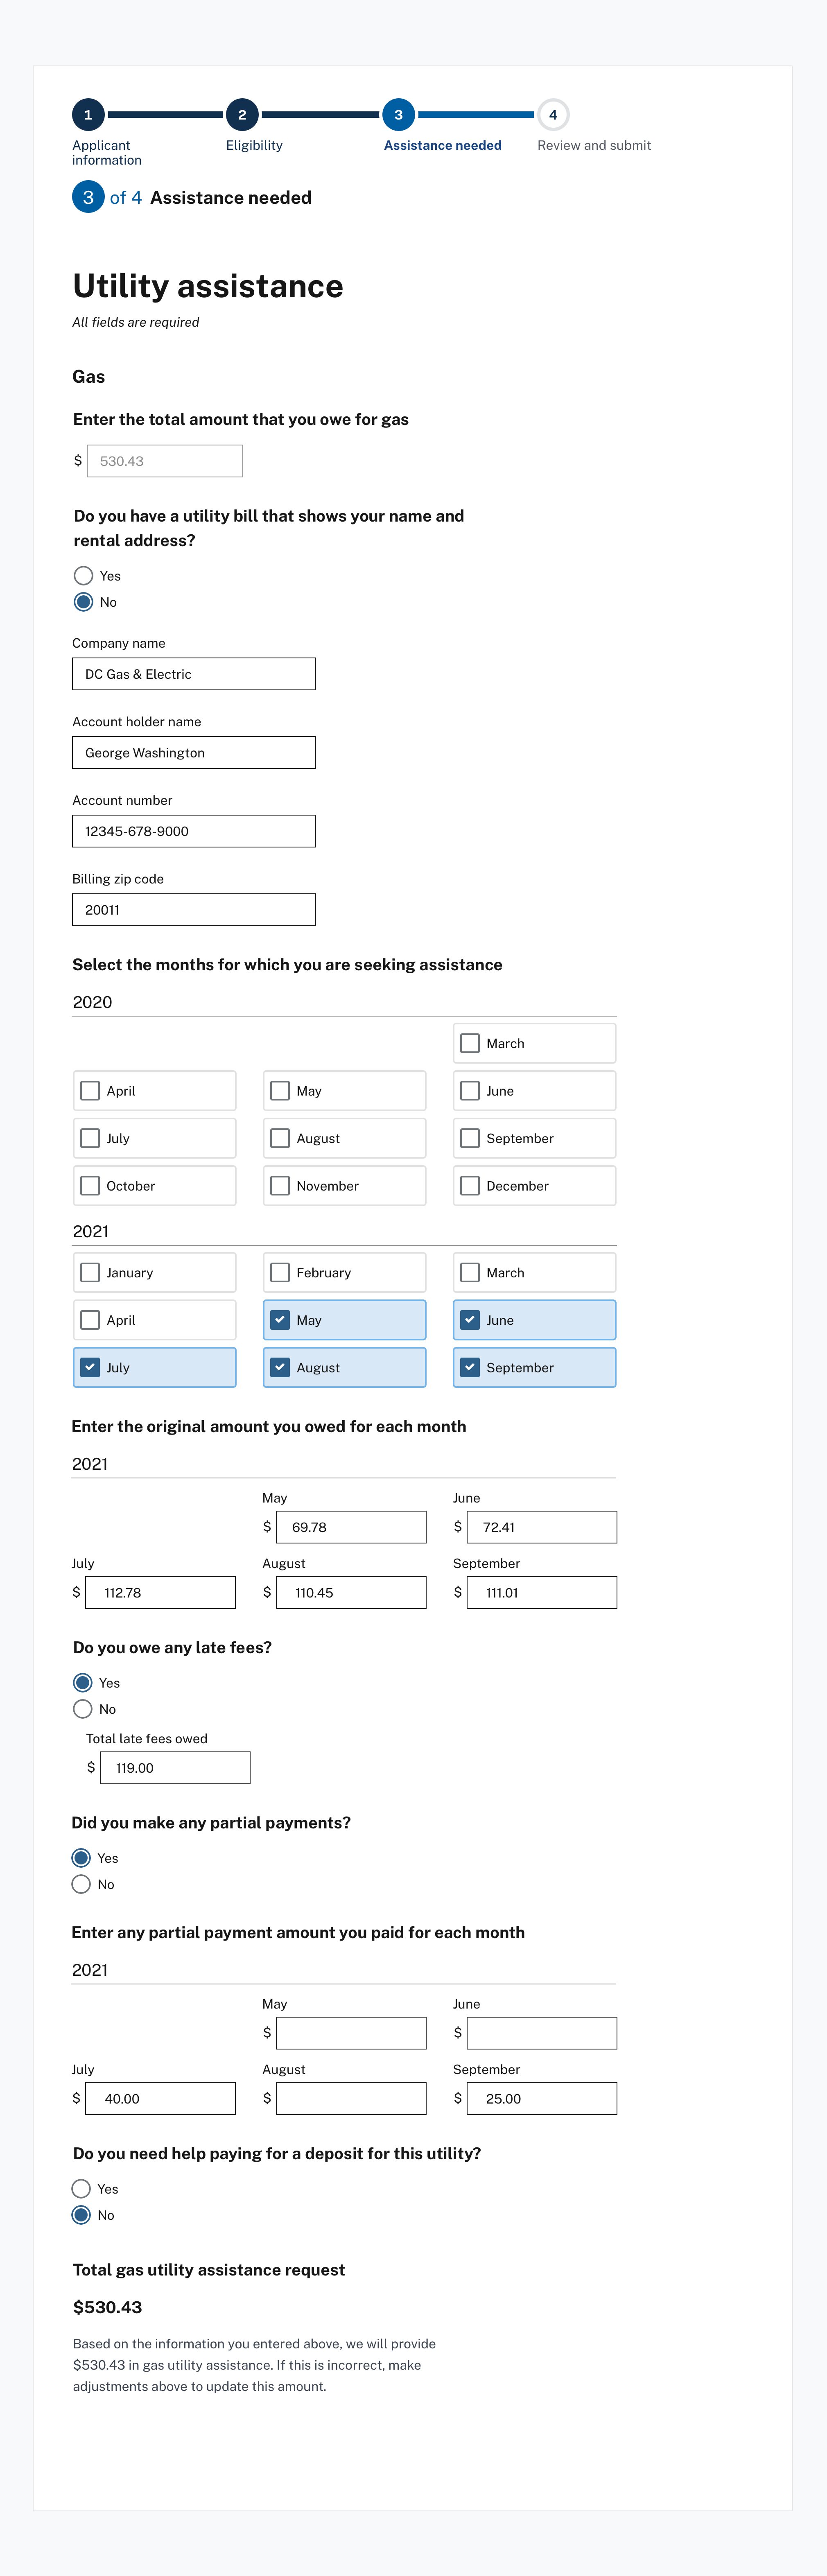 1
2
3
4
Applicant
information
Eligibility
Assistance needed
Review and submit
3 of 4 Assistance needed
Utility assistance
All fields are required
Gas
Enter the total amount that you owe for gas
$ 530.43
Do you have a utility bill that shows your name and
rental address?
Yes
No
Company name
DC Gas & Electric
Account holder name
George Washington
Account number
12345-678-9000
Billing zip code
20011
Select the months for which you are seeking assistance
2020
March
April May June
July August September
October November December
2021
January February March
April May June
July August September
Enter the original amount you owed for each month
2021
May June
$ 69.78 $ 72.41
July August September
$ 112.78 $ 110.45 $ 111.01
Do you owe any late fees?
Yes
No
Total late fees owed
$ 119.00
Did you make any partial payments?
Yes
No
Enter any partial payment amount you paid for each month
2021
May June
$ $
July August September
$ 40.00 $ $ 25.00
Do you need help paying for a deposit for this utility?
Yes
No
Total gas utility assistance request
$530.43
Based on the information you entered above, we will provide
$530.43 in gas utility assistance. If this is incorrect, make
adjustments above to update this amount.